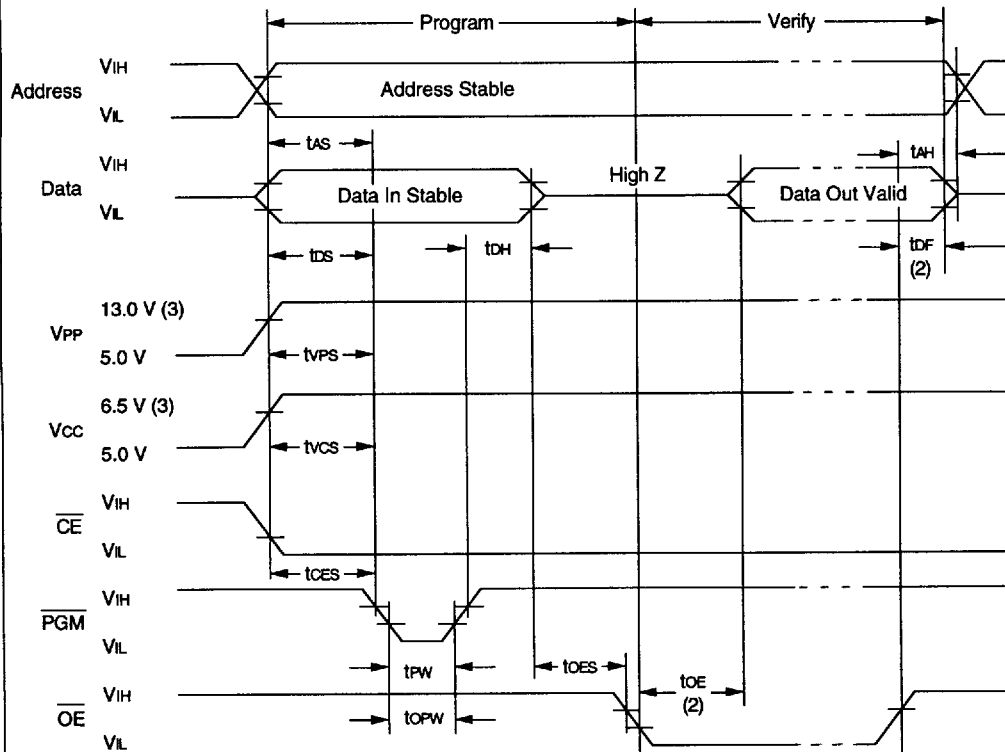 Program Verify
VIH
Address Address Stable
VIL
tAS
VIH tAH
Data Data In Stable High Z Data Out Valid
VIL
tDS tDH tDF
(2)
13.0 V (3)
VPP
5.0 V tVPS
6.5 V (3)
VCC
5.0 V tVCS
VIH
CE
VIL
tCES
VIH
PGM
VIL
tPW tOES tOE
(2)
VIH
tOPW
OE
VIL